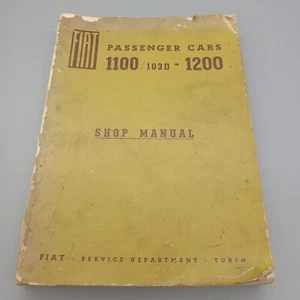 FIAT
PASSENGER CARS
1100/103D - 1200
SHOP MANUAL
FIAT - SERVICE DEPARTMENT - TURIN